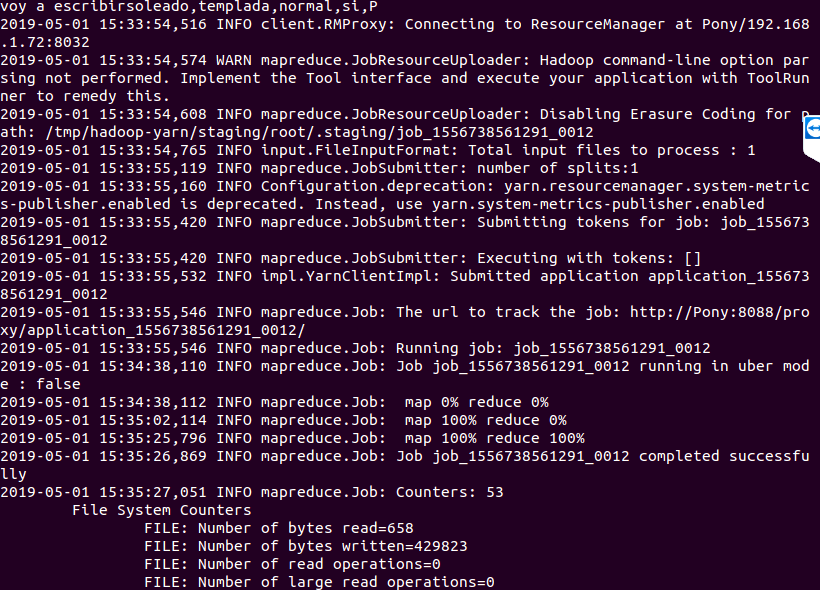 voy a escribirsoleado,templada,normal,si,P
2019-05-01 15:33:54,516 INFO client.RMProxy: Connecting to ResourceManager at Pony/192.168
.1.72:8032
2019-05-01 15:33:54,574 WARN mapreduce.JobResourceUploader: Hadoop command-line option par
sing not performed. Implement the Tool interface and execute your application with ToolRun
ner to remedy this.
2019-05-01 15:33:54,608 INFO mapreduce.JobResourceUploader: Disabling Erasure Coding for p
ath: /tmp/hadoop-yarn/staging/root/.staging/job_1556738561291_0012
2019-05-01 15:33:54,765 INFO input.FileInputFormat: Total input files to process : 1
2019-05-01 15:33:55,119 INFO mapreduce.JobSubmitter: number of splits:1
2019-05-01 15:33:55,160 INFO Configuration.deprecation: yarn.resourcemanager.system-metric
s-publisher.enabled is deprecated. Instead, use yarn.system-metrics-publisher.enabled
2019-05-01 15:33:55,420 INFO mapreduce.JobSubmitter: Submitting tokens for job: job_155673
8561291_0012
2019-05-01 15:33:55,420 INFO mapreduce.JobSubmitter: Executing with tokens: []
2019-05-01 15:33:55,532 INFO impl.YarnClientImpl: Submitted application application_155673
8561291_0012
2019-05-01 15:33:55,546 INFO mapreduce.Job: The url to track the job: http://Pony:8088/pro
xy/application_1556738561291_0012/
2019-05-01 15:33:55,546 INFO mapreduce.Job: Running job: job_1556738561291_0012
2019-05-01 15:34:38,110 INFO mapreduce.Job: Job job_1556738561291_0012 running in uber mod
e : false
2019-05-01 15:34:38,112 INFO mapreduce.Job:  map 0% reduce 0%
2019-05-01 15:35:02,114 INFO mapreduce.Job:  map 100% reduce 0%
2019-05-01 15:35:25,796 INFO mapreduce.Job:  map 100% reduce 100%
2019-05-01 15:35:26,869 INFO mapreduce.Job: Job job_1556738561291_0012 completed successfu
lly
2019-05-01 15:35:27,051 INFO mapreduce.Job: Counters: 53
File System Counters
FILE: Number of bytes read=658
FILE: Number of bytes written=429823
FILE: Number of read operations=0
FILE: Number of large read operations=0